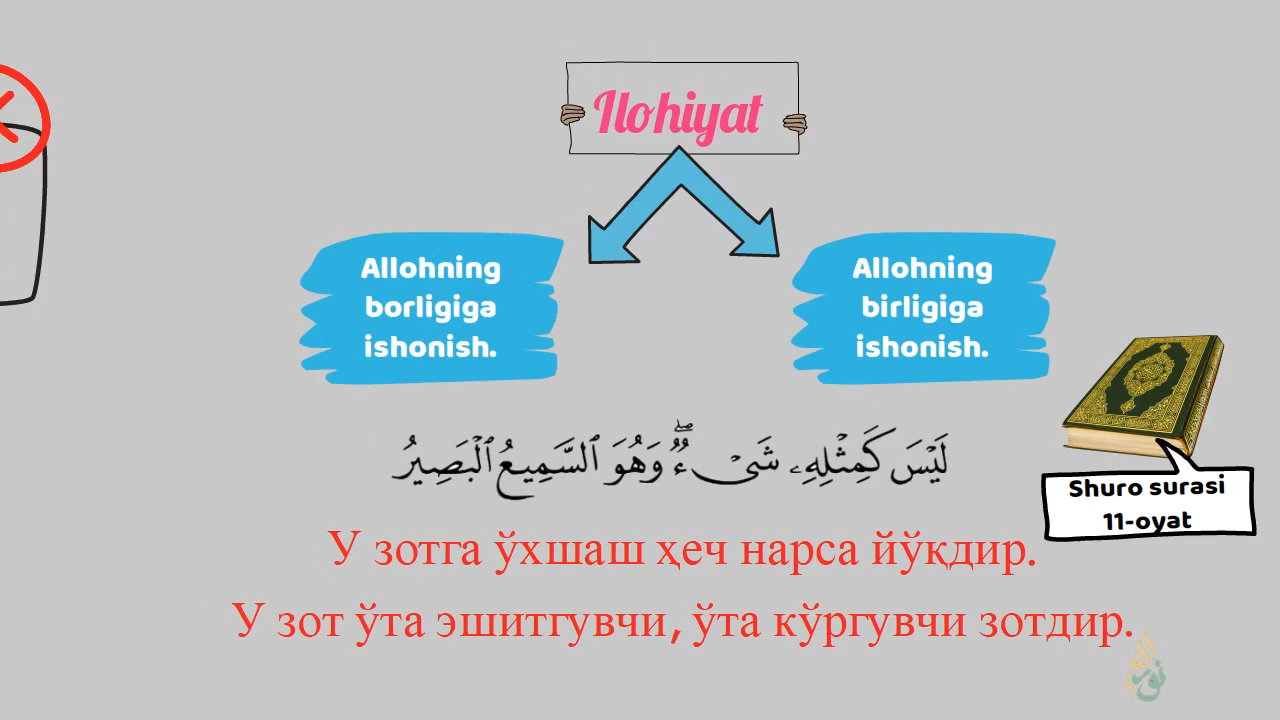 Ilohiyat
Allohning
borligiga
ishonish.
Allohning
birligiga
ishonish.
لَيْسَ كَمِثْلِهِۦ شَىْءٌۭ ۖ وَهُوَ ٱلسَّمِيعُ ٱلْبَصِيرُ
Shuro surasi
11-oyat
У зотга ўхшаш ҳеч нарса йўқдир.
У зот ўта эшитгувчи, ўта кўргувчи зотдир.